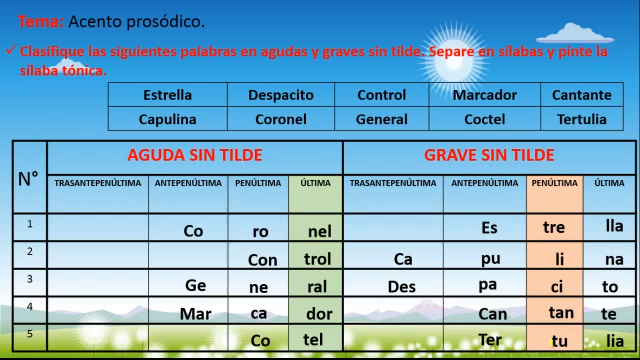 Tema: Acento prosódico.
✓ Clasifique las siguientes palabras en agudas y graves sin tilde. Separe en sílabas y pinte la
sílaba tónica.
Estrella Despacito Control Marcador Cantante
Capulina Coronel General Coctel Tertulia
N° AGUDA SIN TILDE GRAVE SIN TILDE
TRASANTEPENÚLTIMA ANTEPENÚLTIMA PENÚLTIMA ÚLTIMA TRASANTEPENÚLTIMA ANTEPENÚLTIMA PENÚLTIMA ÚLTIMA
1 Co ro nel Es tre lla
2 Con trol Ca pu li na
3 Ge ne ral Des pa ci to
4 Mar ca dor Can tan te
5 Co tel Ter tu lia